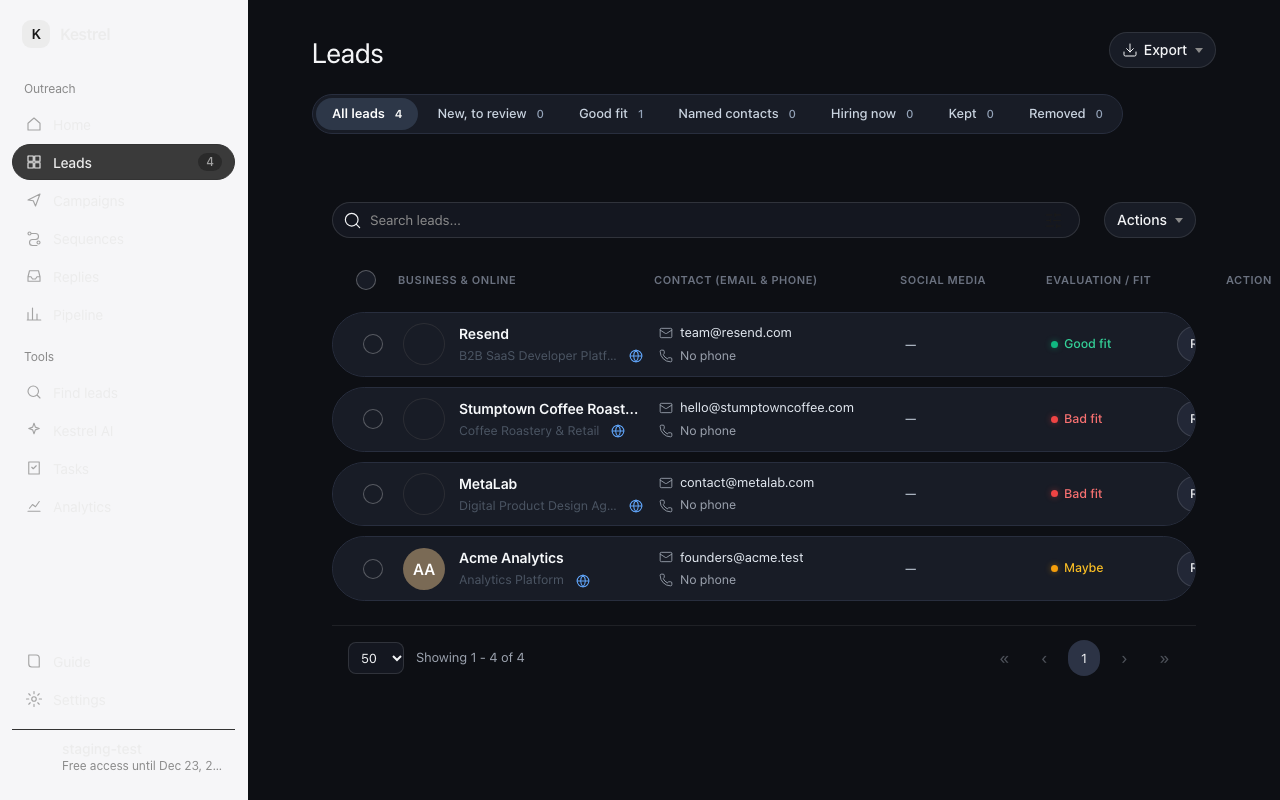 K Kestrel
Outreach
Home
Leads 4
Campaigns
Sequences
Replies
Pipeline
Tools
Find leads
Kestrel AI
Tasks
Analytics
Guide
Settings
staging-test
Free access until Dec 23, 2...
Leads
Export
All leads 4 New, to review 0 Good fit 1 Named contacts 0 Hiring now 0 Kept 0 Removed 0
Search leads...
Actions
BUSINESS & ONLINE CONTACT (EMAIL & PHONE) SOCIAL MEDIA EVALUATION / FIT ACTION
Resend team@resend.com
B2B SaaS Developer Platf... No phone — Good fit
Stumptown Coffee Roast... hello@stumptowncoffee.com
Coffee Roastery & Retail No phone — Bad fit
MetaLab contact@metalab.com
Digital Product Design Ag... No phone — Bad fit
AA Acme Analytics founders@acme.test
Analytics Platform No phone — Maybe
50 Showing 1 - 4 of 4 « ‹ 1 › »